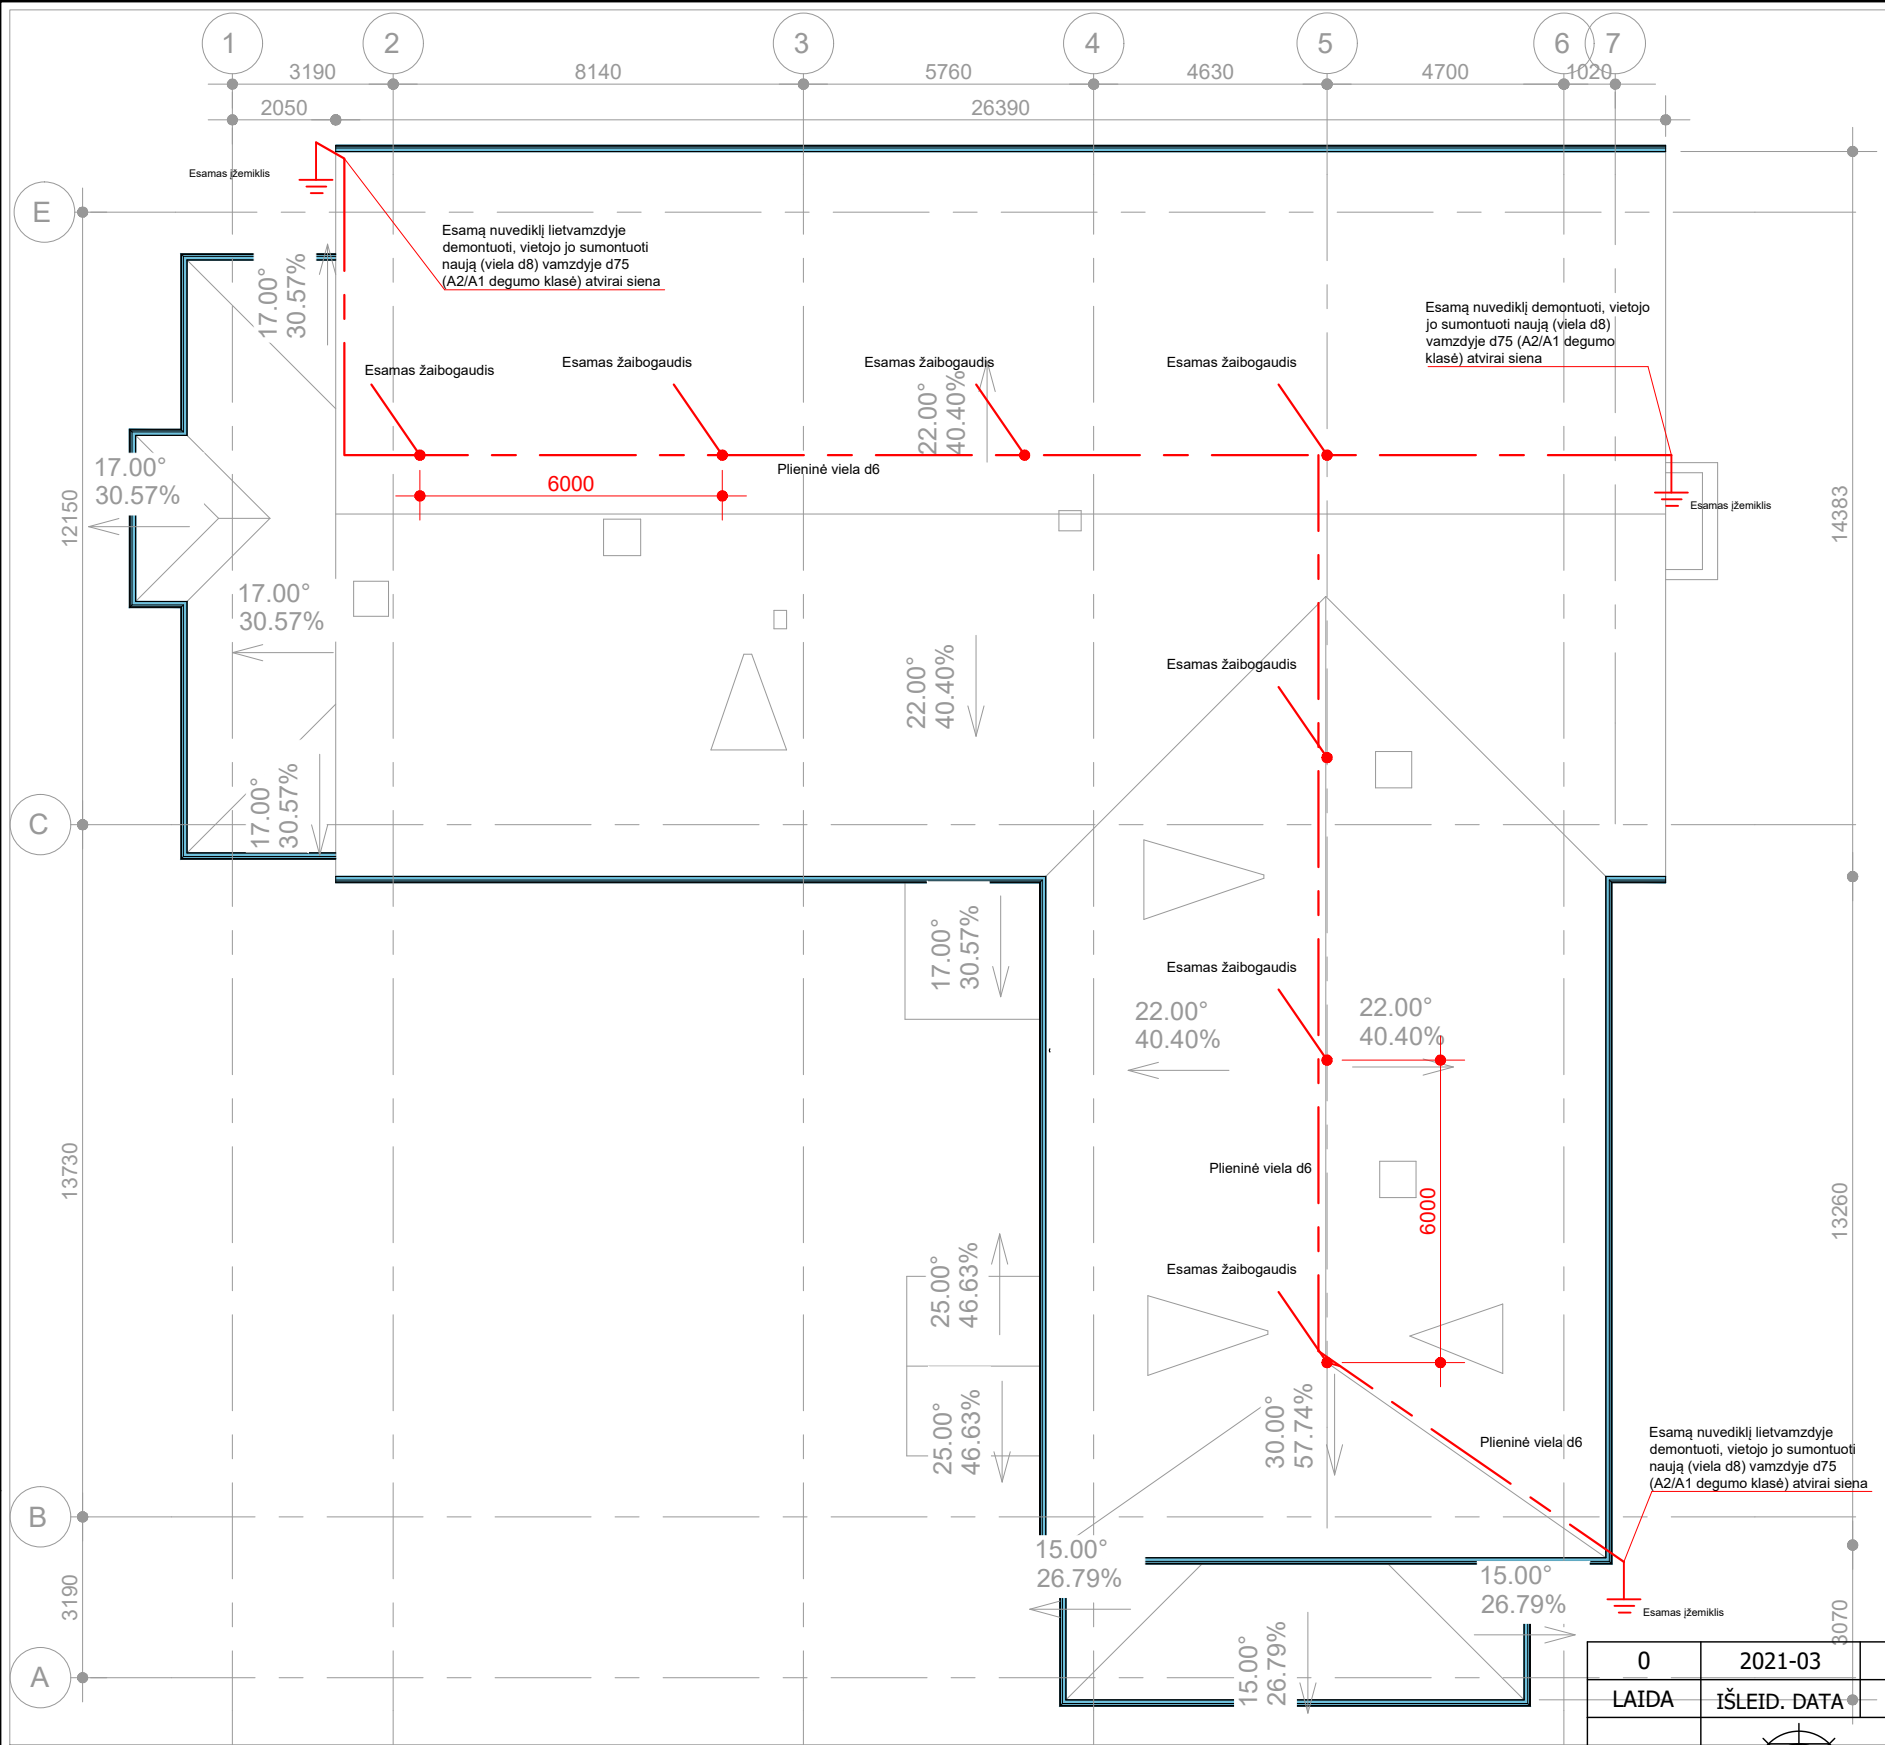 1 2 3 4 5 6 7
3190 8140 5760 4630 4700 1020
2050 26390
Esamas įžemiklis
E
Esamą nuvediklį lietvamzdyje
demontuoti, vietojo jo sumontuoti
naują (viela d8) vamzdyje d75
(A2/A1 degumo klasė) atvirai siena
17.00°
30.57%
Esamą nuvediklį demontuoti, vietojo
jo sumontuoti naują (viela d8)
vamzdyje d75 (A2/A1 degumo
klasė) atvirai siena
Esamas žaibogaudis
Esamas žaibogaudis
Esamas žaibogaudis
Esamas žaibogaudis
22.00°
40.40%
17.00°
30.57%
Plieninė viela d6
6000
Esamas įžemiklis
12150
14383
17.00°
30.57%
22.00°
40.40%
Esamas žaibogaudis
17.00°
30.57%
C
17.00°
30.57%
Esamas žaibogaudis
22.00°
40.40%
22.00°
40.40%
13730
Plieninė viela d6
6000
13260
25.00°
46.63%
Esamas žaibogaudis
25.00°
46.63%
30.00°
57.74%
Plieninė viela d6
Esamą nuvediklį lietvamzdyje
demontuoti, vietojo jo sumontuoti
naują (viela d8) vamzdyje d75
(A2/A1 degumo klasė) atvirai siena
B
15.00°
26.79%
15.00°
26.79%
3190
Esamas įžemiklis
3070
15.00°
26.79%
A
0 2021-03
LAIDA IŠLEID. DATA